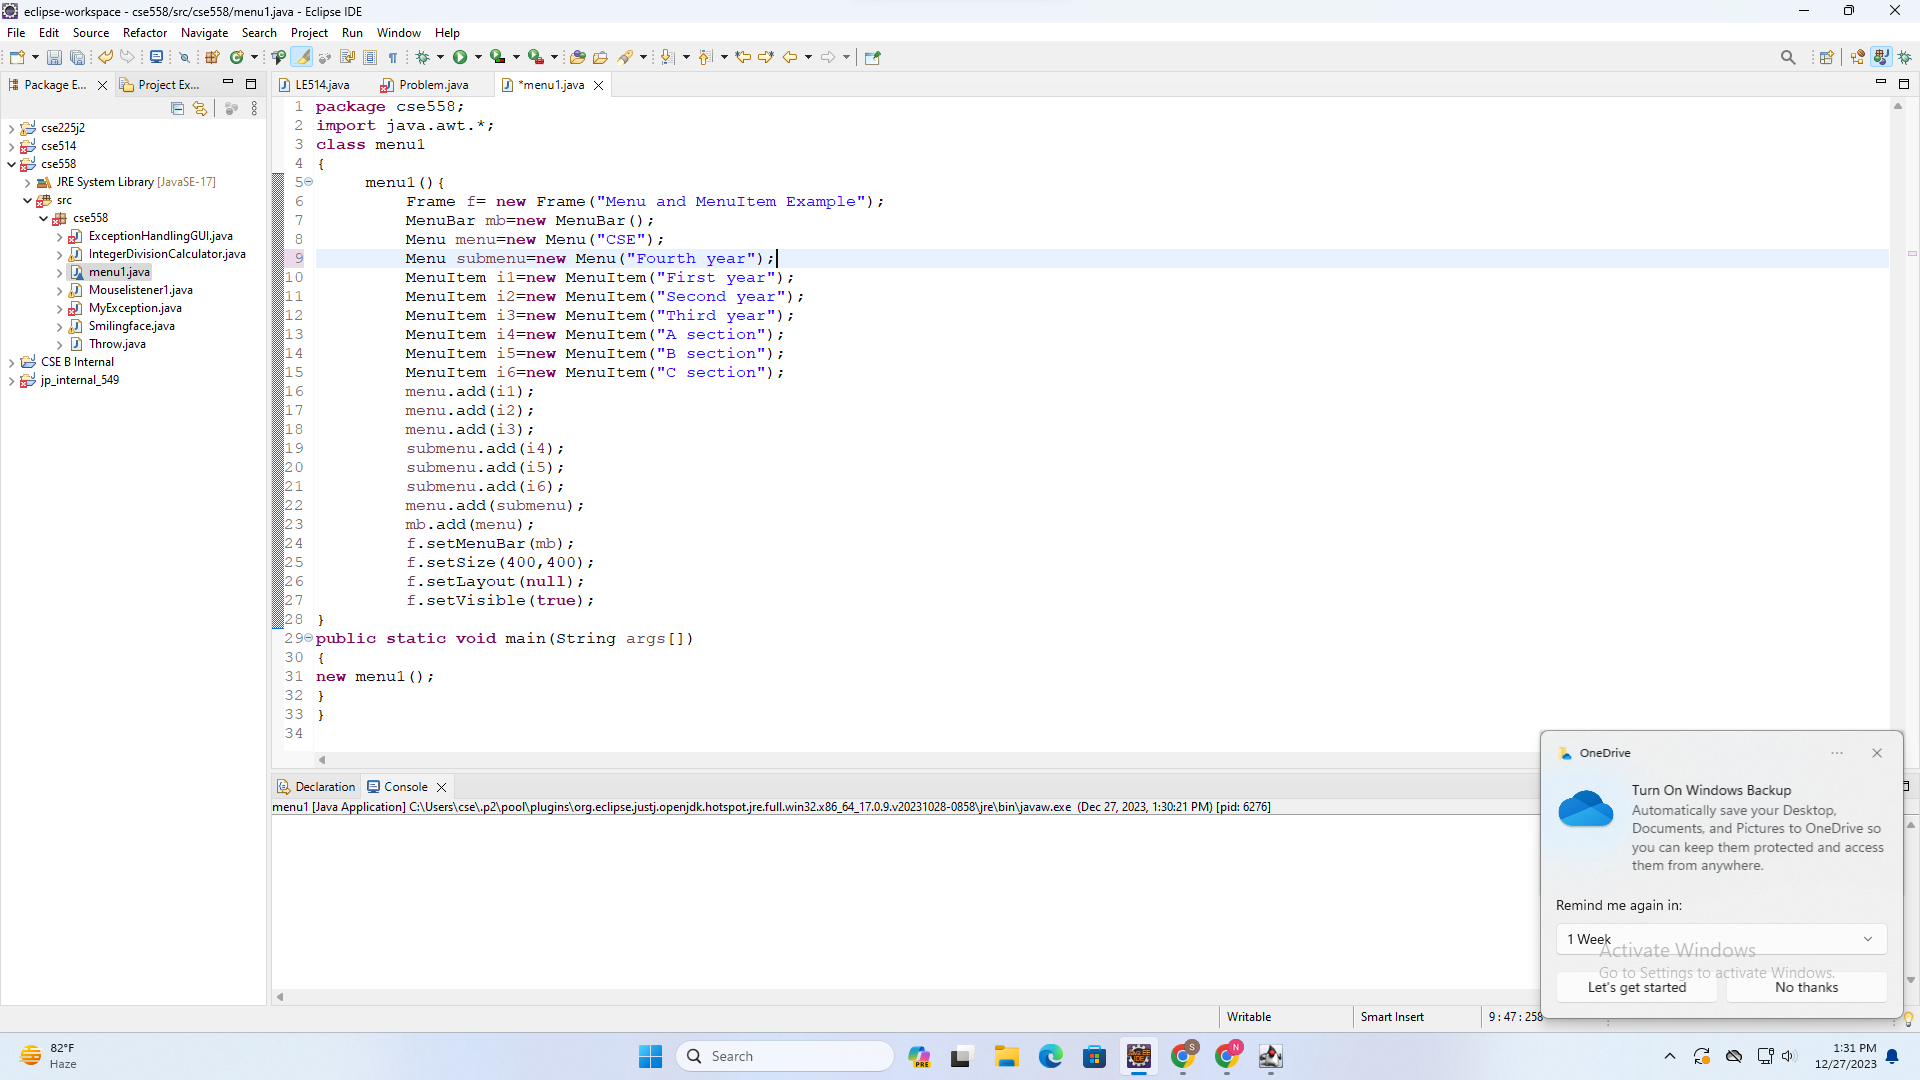 eclipse-workspace - cse558/src/cse558/menu1.java - Eclipse IDE
File Edit Source Refactor Navigate Search Project Run Window Help
Package E... Project Ex...
LE514.java Problem.java *menu1.java
cse225j2
cse514
cse558
JRE System Library [JavaSE-17]
src
cse558
ExceptionHandlingGUI.java
IntegerDivisionCalculator.java
menu1.java
Mouselistener1.java
MyException.java
Smilingface.java
Throw.java
CSE B Internal
jp_internal_549
1 package cse558;
2 import java.awt.*;
3 class menu1
4 {
5 menu1(){
6 Frame f= new Frame("Menu and MenuItem Example");
7 MenuBar mb=new MenuBar();
8 Menu menu=new Menu("CSE");
9 Menu submenu=new Menu("Fourth year");
10 MenuItem i1=new MenuItem("First year");
11 MenuItem i2=new MenuItem("Second year");
12 MenuItem i3=new MenuItem("Third year");
13 MenuItem i4=new MenuItem("A section");
14 MenuItem i5=new MenuItem("B section");
15 MenuItem i6=new MenuItem("C section");
16 menu.add(i1);
17 menu.add(i2);
18 menu.add(i3);
19 submenu.add(i4);
20 submenu.add(i5);
21 submenu.add(i6);
22 menu.add(submenu);
23 mb.add(menu);
24 f.setMenuBar(mb);
25 f.setSize(400,400);
26 f.setLayout(null);
27 f.setVisible(true);
28 }
29 public static void main(String args[])
30 {
31 new menu1();
32 }
33 }
34
Declaration Console
menu1 [Java Application] C:\Users\cse\.p2\pool\plugins\org.eclipse.justj.openjdk.hotspot.jre.full.win32.x86_64_17.0.9.v20231028-0858\jre\bin\javaw.exe (Dec 27, 2023, 1:30:21 PM) [pid: 6276]
OneDrive
Turn On Windows Backup
Automatically save your Desktop,
Documents, and Pictures to OneDrive so
you can keep them protected and access
them from anywhere.
Remind me again in:
1 Week
Activate Windows
Go to Settings to activate Windows.
Let's get started No thanks
Writable Smart Insert 9 : 47 : 258
82°F
Haze
Search
PRE
S
N
1:31 PM
12/27/2023